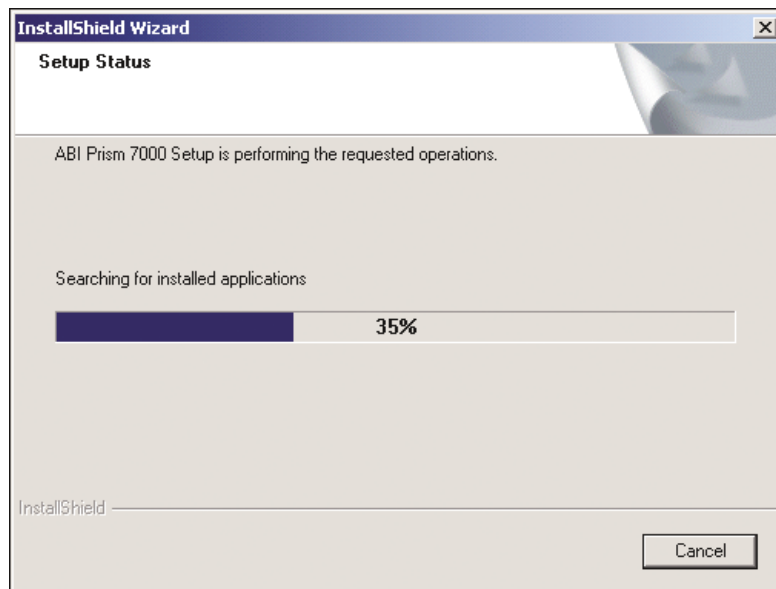 InstallShield Wizard
Setup Status
ABI Prism 7000 Setup is performing the requested operations.
Searching for installed applications
35%
InstallShield
Cancel